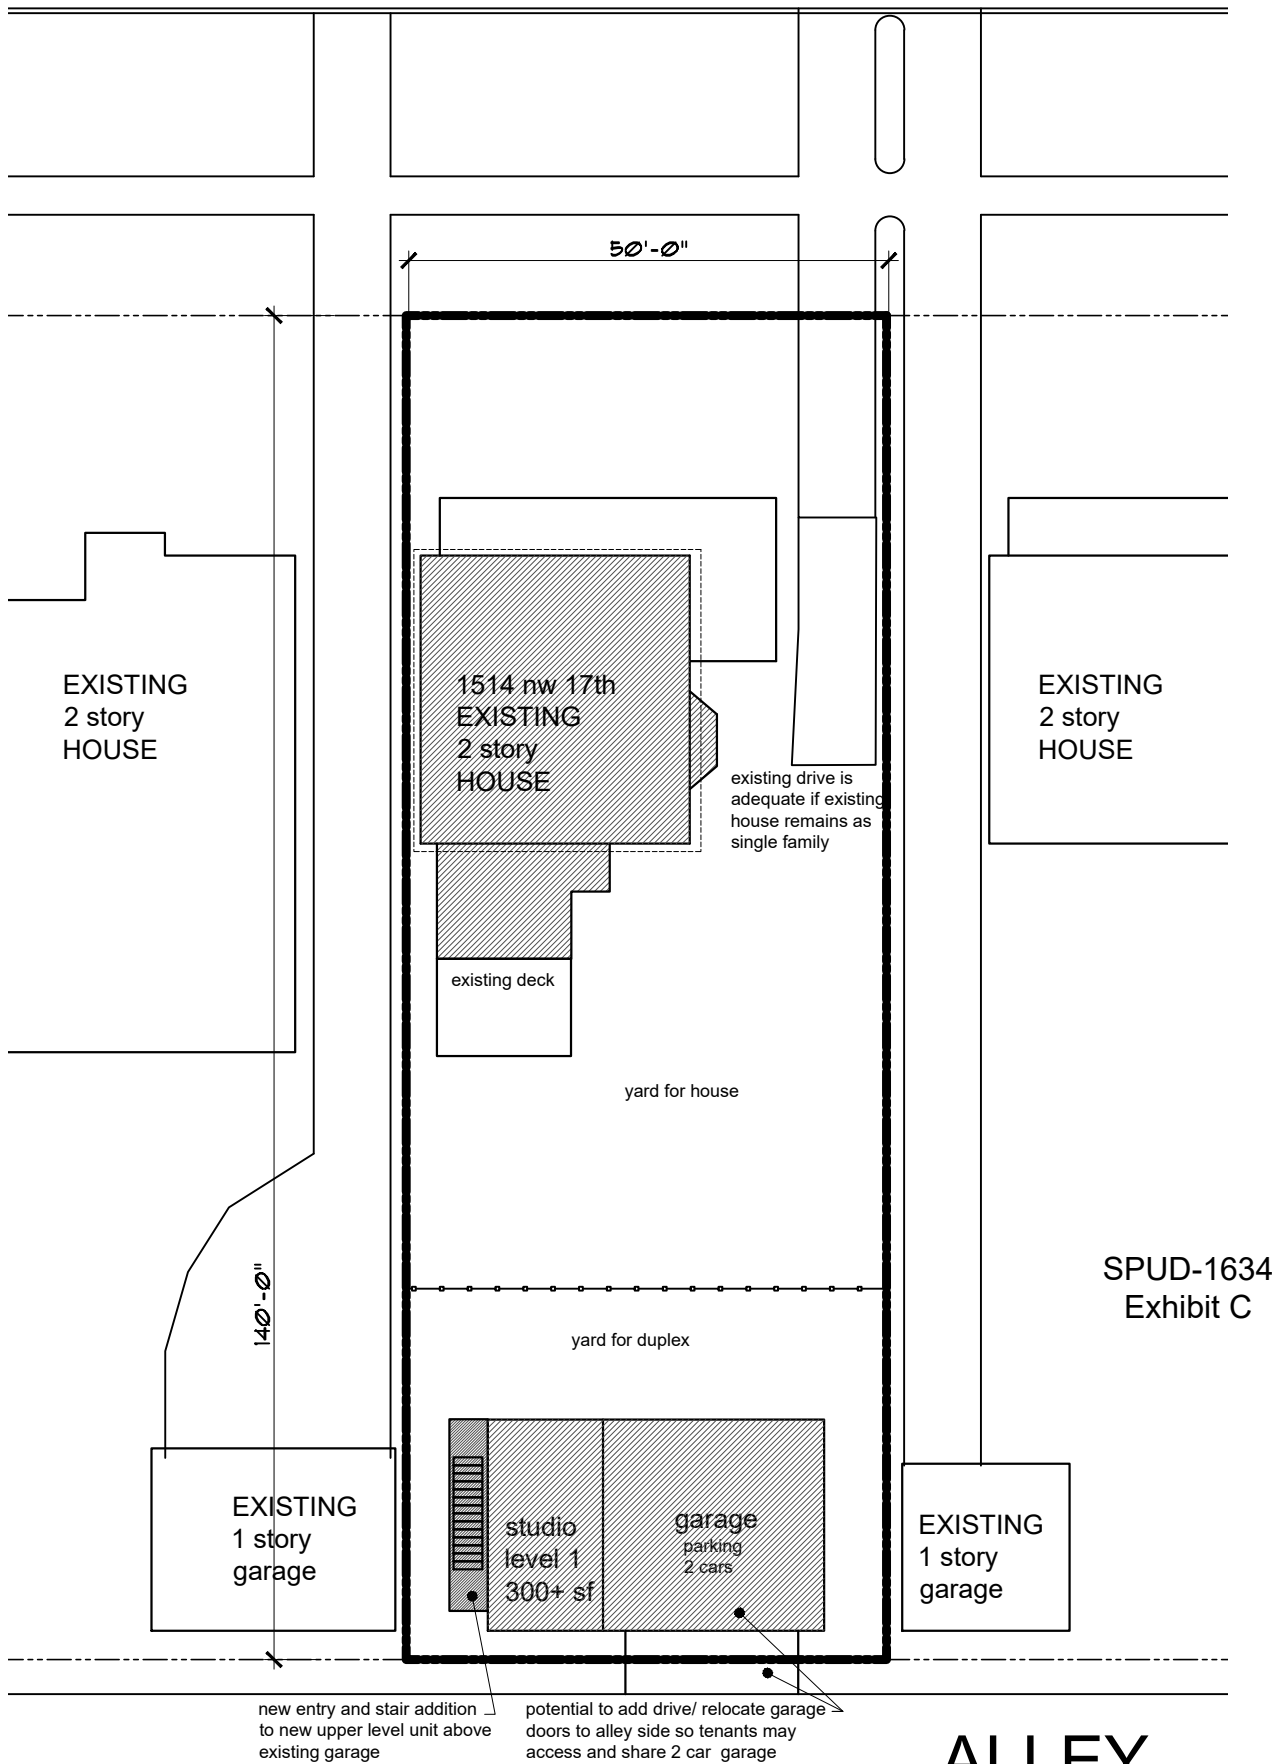 50'-0"
EXISTING
2 story
HOUSE
1514 nw 17th
EXISTING
2 story
HOUSE
EXISTING
2 story
HOUSE
existing drive is
adequate if existing
house remains as
single family
existing deck
yard for house
140'-0"
SPUD-1634
Exhibit C
yard for duplex
EXISTING
1 story
garage
studio
level 1
300+ sf
garage
parking
2 cars
EXISTING
1 story
garage
new entry and stair addition
to new upper level unit above
existing garage
potential to add drive/ relocate garage
doors to alley side so tenants may
access and share 2 car garage
ALLEY